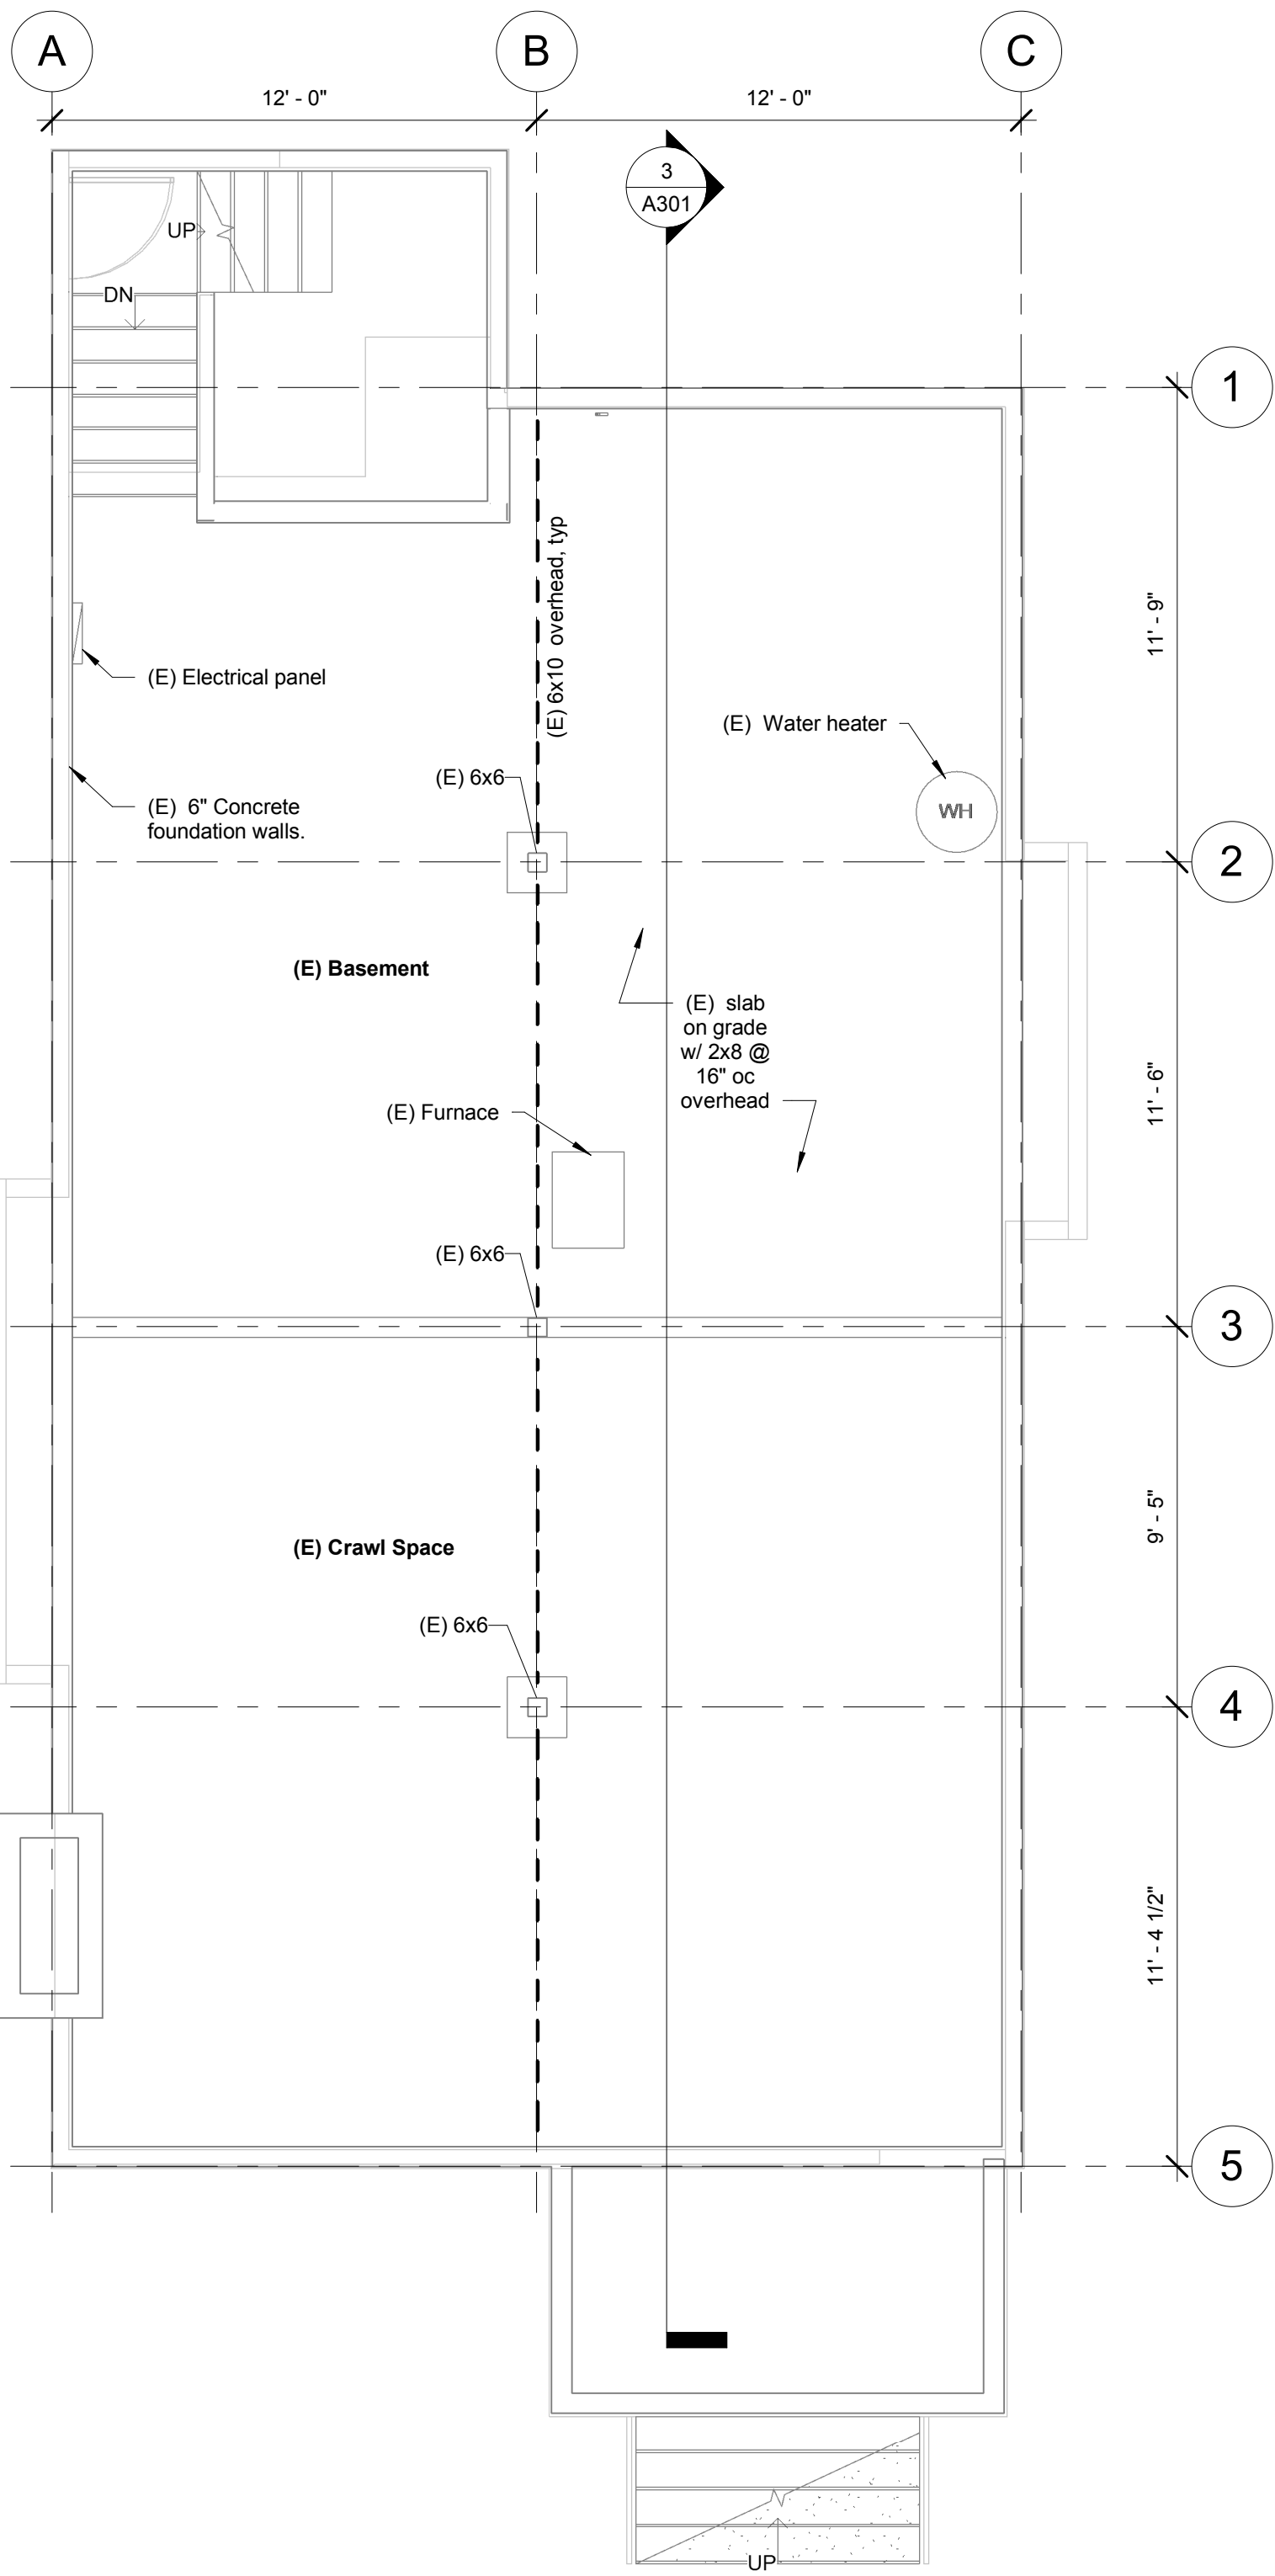 A
B
C
12' - 0"
12' - 0"
3
A301
UP
DN
1
(E) 6x10 overhead, typ
11' - 9"
(E) Electrical panel
(E) Water heater
(E) 6x6
(E) 6" Concrete
foundation walls.
WH
2
(E) Basement
(E) slab
on grade
w/ 2x8 @
16" oc
overhead
11' - 6"
(E) Furnace
(E) 6x6
3
9' - 5"
(E) Crawl Space
(E) 6x6
4
11' - 4 1/2"
5
UP